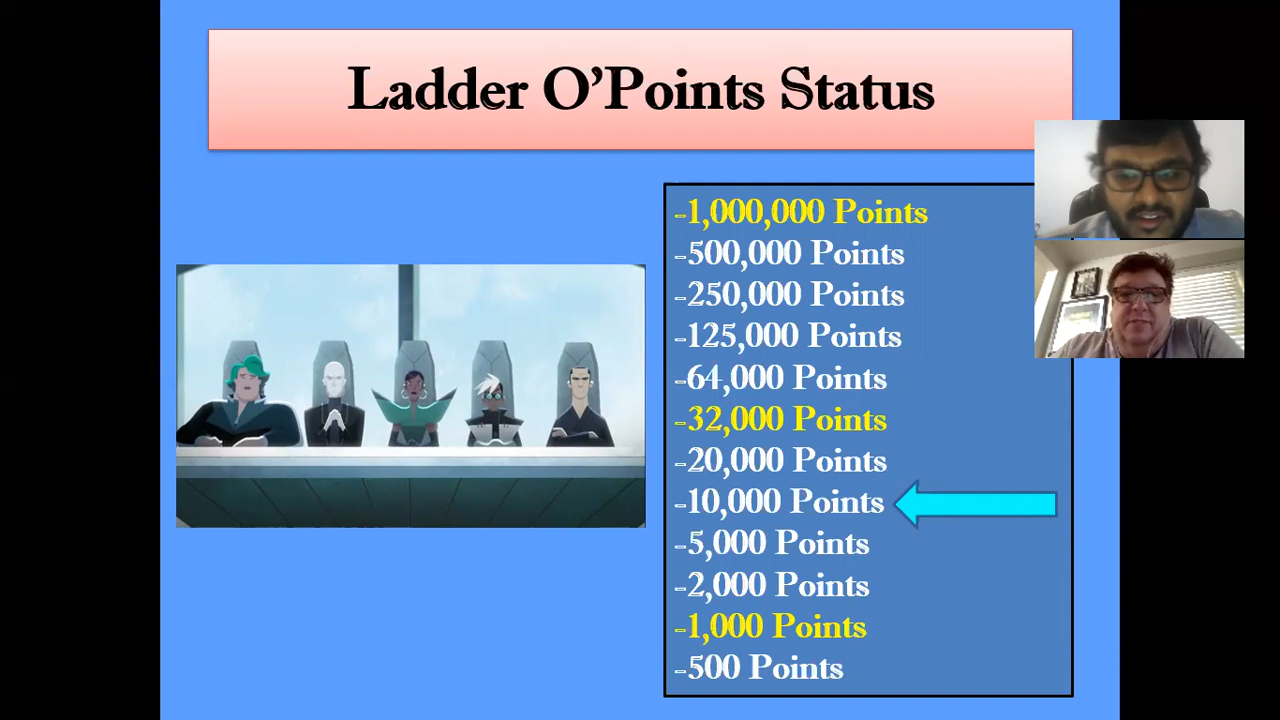 Ladder O'Points Status
-1,000,000 Points
-500,000 Points
-250,000 Points
-125,000 Points
-64,000 Points
-32,000 Points
-20,000 Points
-10,000 Points
-5,000 Points
-2,000 Points
-1,000 Points
-500 Points